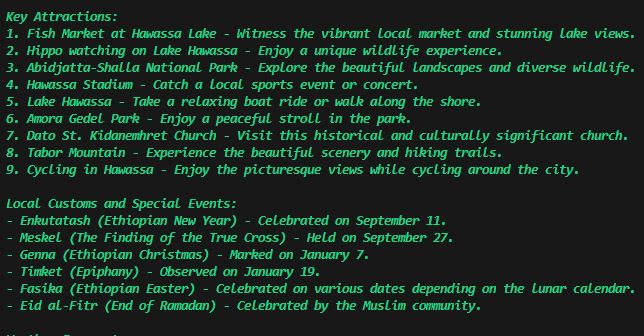 Key Attractions:
1. Fish Market at Hawassa Lake - Witness the vibrant local market and stunning lake views.
2. Hippo watching on Lake Hawassa - Enjoy a unique wildlife experience.
3. Abidjatta-Shalla National Park - Explore the beautiful landscapes and diverse wildlife.
4. Hawassa Stadium - Catch a local sports event or concert.
5. Lake Hawassa - Take a relaxing boat ride or walk along the shore.
6. Amora Gedel Park - Enjoy a peaceful stroll in the park.
7. Dato St. Kidanemhret Church - Visit this historical and culturally significant church.
8. Tabor Mountain - Experience the beautiful scenery and hiking trails.
9. Cycling in Hawassa - Enjoy the picturesque views while cycling around the city.
Local Customs and Special Events:
- Enkutatash (Ethiopian New Year) - Celebrated on September 11.
- Meskel (The Finding of the True Cross) - Held on September 27.
- Genna (Ethiopian Christmas) - Marked on January 7.
- Timket (Epiphany) - Observed on January 19.
- Fasika (Ethiopian Easter) - Celebrated on various dates depending on the lunar calendar.
- Eid al-Fitr (End of Ramadan) - Celebrated by the Muslim community.